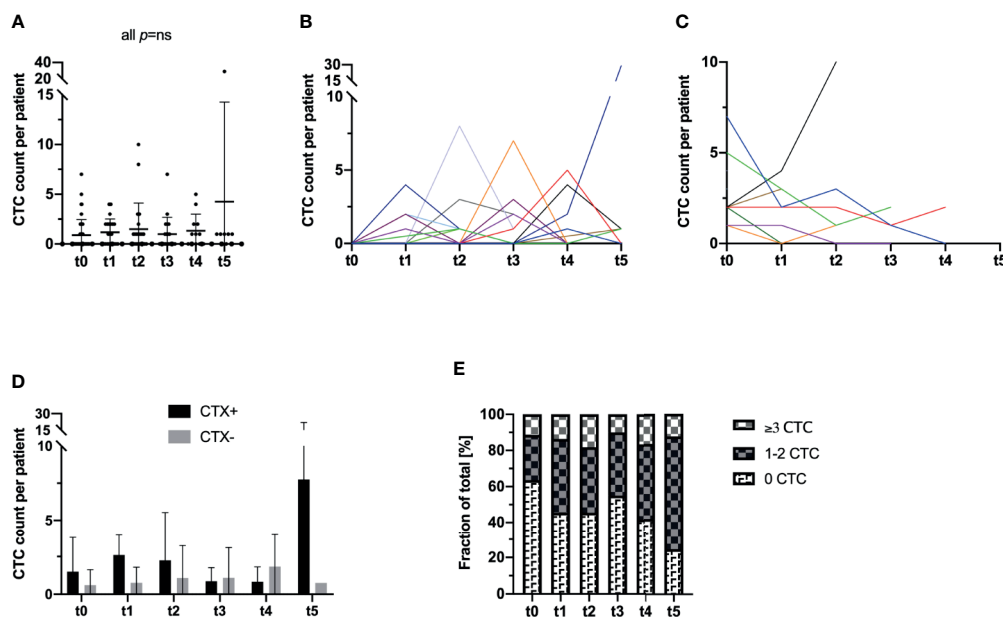 A
all p=ns
CTC count per patient
40
20
15
10
5
0
t0 t1 t2 t3 t4 t5
B
CTC count per patient
30
15
10
5
0
t0 t1 t2 t3 t4 t5
C
CTC count per patient
10
5
0
t0 t1 t2 t3 t4 t5
D
CTC count per patient
30
15
10
5
0
t0 t1 t2 t3 t4 t5
CTX+
CTX-
E
Fraction of total [%]
100
80
60
40
20
0
t0 t1 t2 t3 t4 t5
≥3 CTC
1-2 CTC
0 CTC